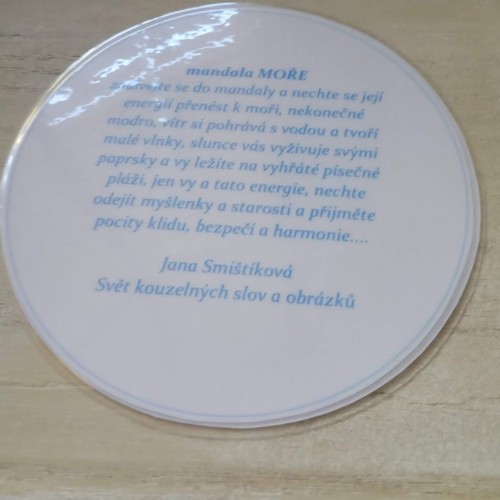 mandala MOŘE
se do mandaly a nechte se její
energií přenést k moři, nekonečné
modro, vítr si pohrává s vodou a tvoří
malé vlnky, slunce vás vyživuje svými
paprsky a vy ležíte na vyhřáté písečné
pláži, jen vy a tato energie, nechte
odejít myšlenky a starosti a přijměte
pocity klidu, bezpečí a harmonie....
Jana Smištíková
Svět kouzelných slov a obrázků